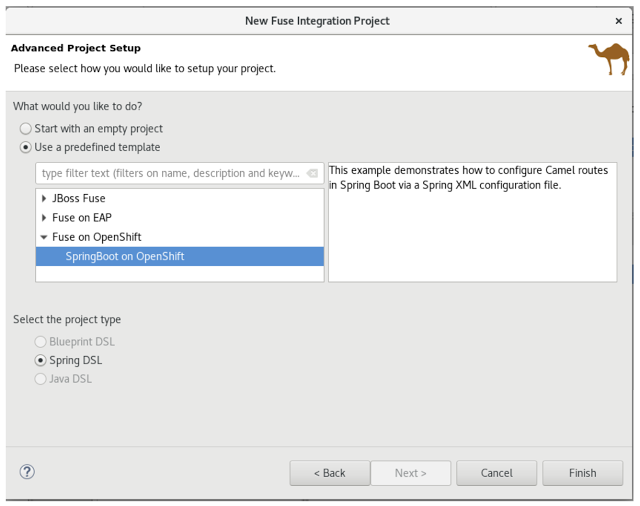 New Fuse Integration Project
Advanced Project Setup
Please select how you would like to setup your project.
What would you like to do?
Start with an empty project
Use a predefined template
type filter text (filters on name, description and keyw...
This example demonstrates how to configure Camel routes
in Spring Boot via a Spring XML configuration file.
JBoss Fuse
Fuse on EAP
Fuse on OpenShift
SpringBoot on OpenShift
Select the project type
Blueprint DSL
Spring DSL
Java DSL
?
< Back
Next >
Cancel
Finish